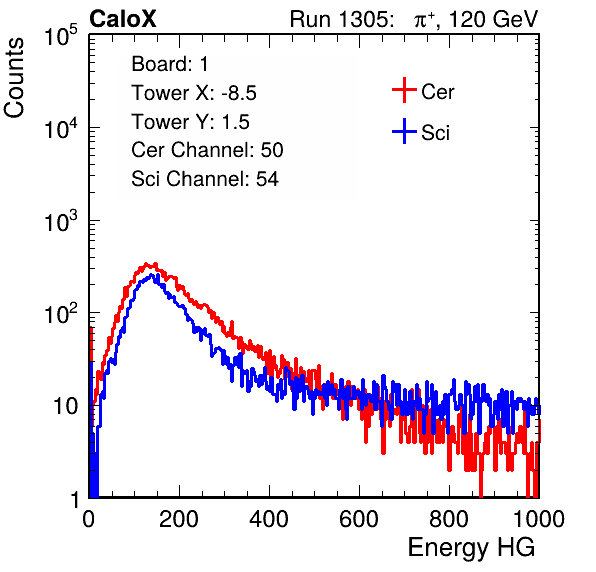 CaloX Run 1305: π⁺, 120 GeV
Board: 1
Tower X: -8.5
Tower Y: 1.5
Cer Channel: 50
Sci Channel: 54
Cer
Sci
Counts
10⁵
10⁴
10³
10²
10
1
0 200 400 600 800 1000
Energy HG